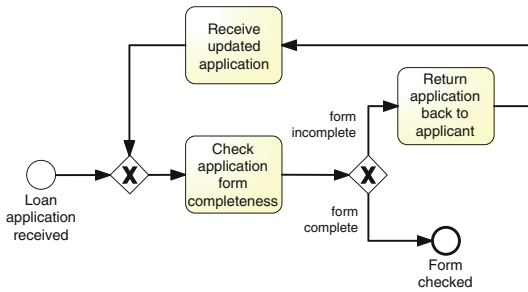 Receive
updated
application
Return
application
back to
applicant
form
incomplete
Check
application
form
completeness
X
X
Loan
application
received
form
complete
Form
checked